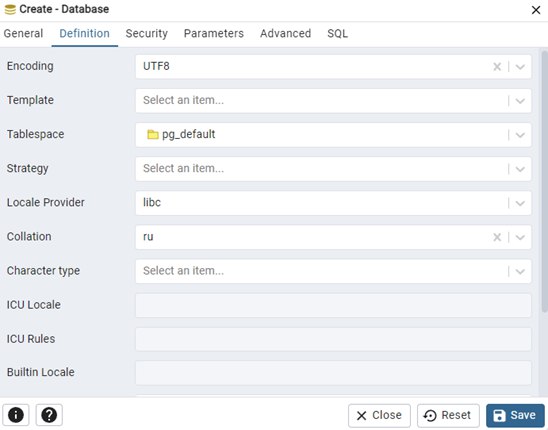 Create - Database
General Definition Security Parameters Advanced SQL
Encoding UTF8
Template Select an item...
Tablespace pg_default
Strategy Select an item...
Locale Provider libc
Collation ru
Character type Select an item...
ICU Locale
ICU Rules
Builtin Locale
Close Reset Save